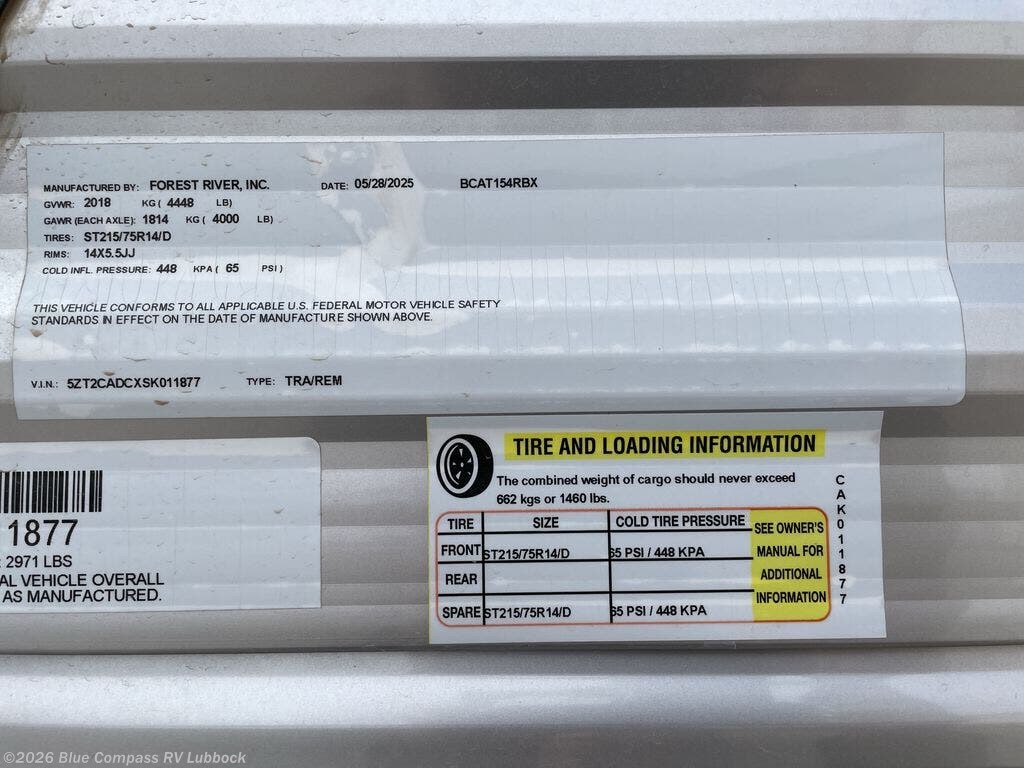 MANUFACTURED BY: FOREST RIVER, INC. DATE: 05/28/2025 BCAT154RBX
GVWR: 2018 KG ( 4448 LB)
GAWR (EACH AXLE): 1814 KG ( 4000 LB)
TIRES: ST215/75R14/D
RIMS: 14X5.5JJ
COLD INFL. PRESSURE: 448 KPA ( 65 PSI )
THIS VEHICLE CONFORMS TO ALL APPLICABLE U.S. FEDERAL MOTOR VEHICLE SAFETY
STANDARDS IN EFFECT ON THE DATE OF MANUFACTURE SHOWN ABOVE.
V.I.N.: 5ZT2CADCXSK011877 TYPE: TRA/REM
1877
: 2971 LBS
AL VEHICLE OVERALL
AS MANUFACTURED.
TIRE AND LOADING INFORMATION
The combined weight of cargo should never exceed
662 kgs or 1460 lbs.
TIRE SIZE COLD TIRE PRESSURE
FRONT ST215/75R14/D 65 PSI / 448 KPA
REAR
SPARE ST215/75R14/D 65 PSI / 448 KPA
SEE OWNER'S
MANUAL FOR
ADDITIONAL
INFORMATION
CAK011877
©2026 Blue Compass RV Lubbock